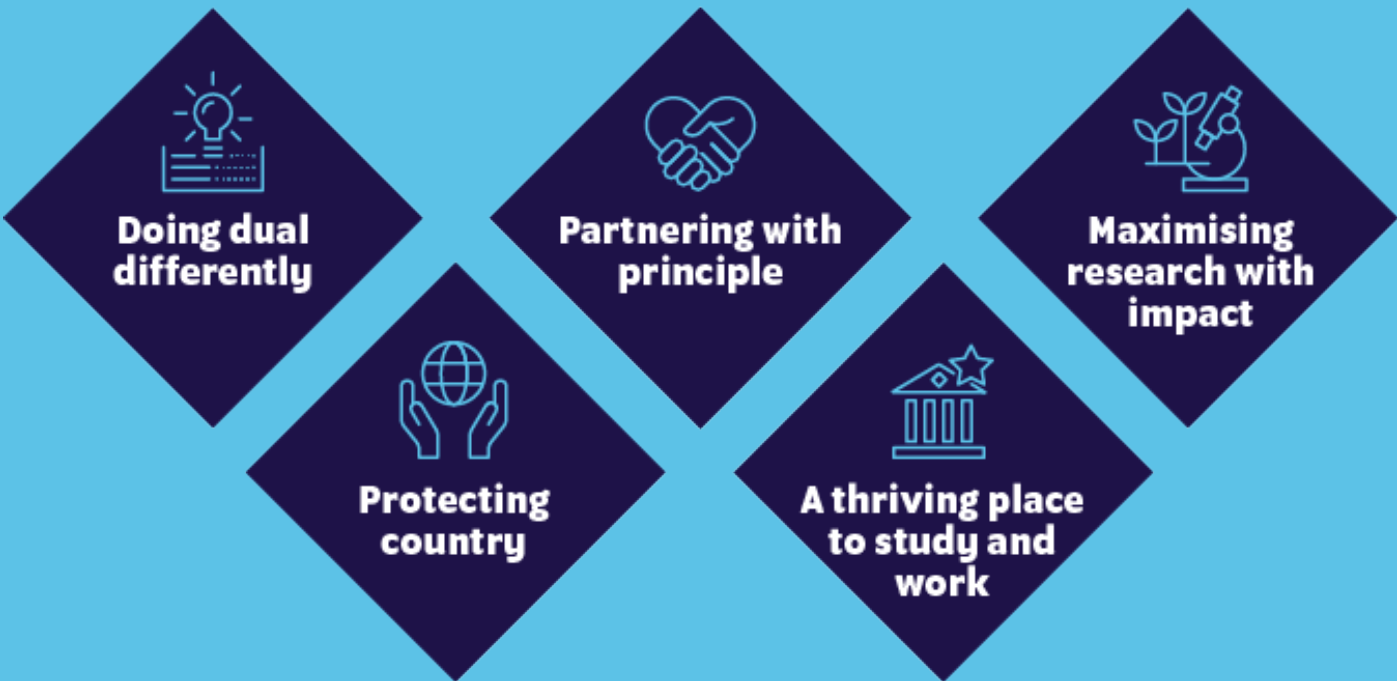 Doing dual
differently
Partnering with
principle
Maximising
research with
impact
Protecting
country
A thriving place
to study and
work